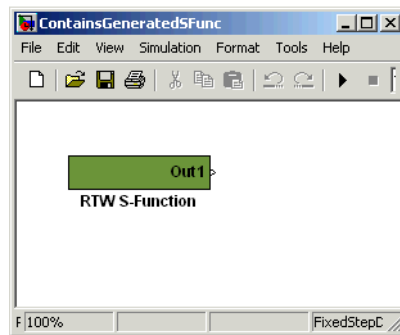 ContainsGeneratedSFunc
File Edit View Simulation Format Tools Help
Out1
RTW S-Function
F 100% FixedStepD